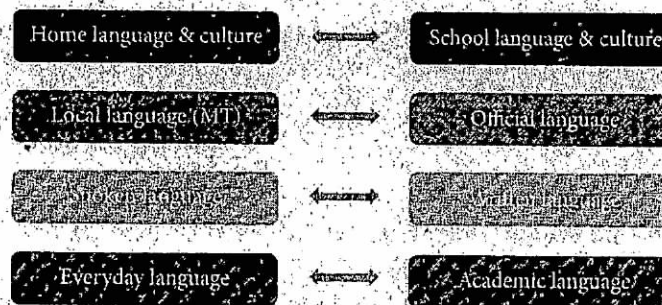 Home language & culture
School language & culture
Local language (MT)
Official language
Spoken language
Written language
Everyday language
Academic language